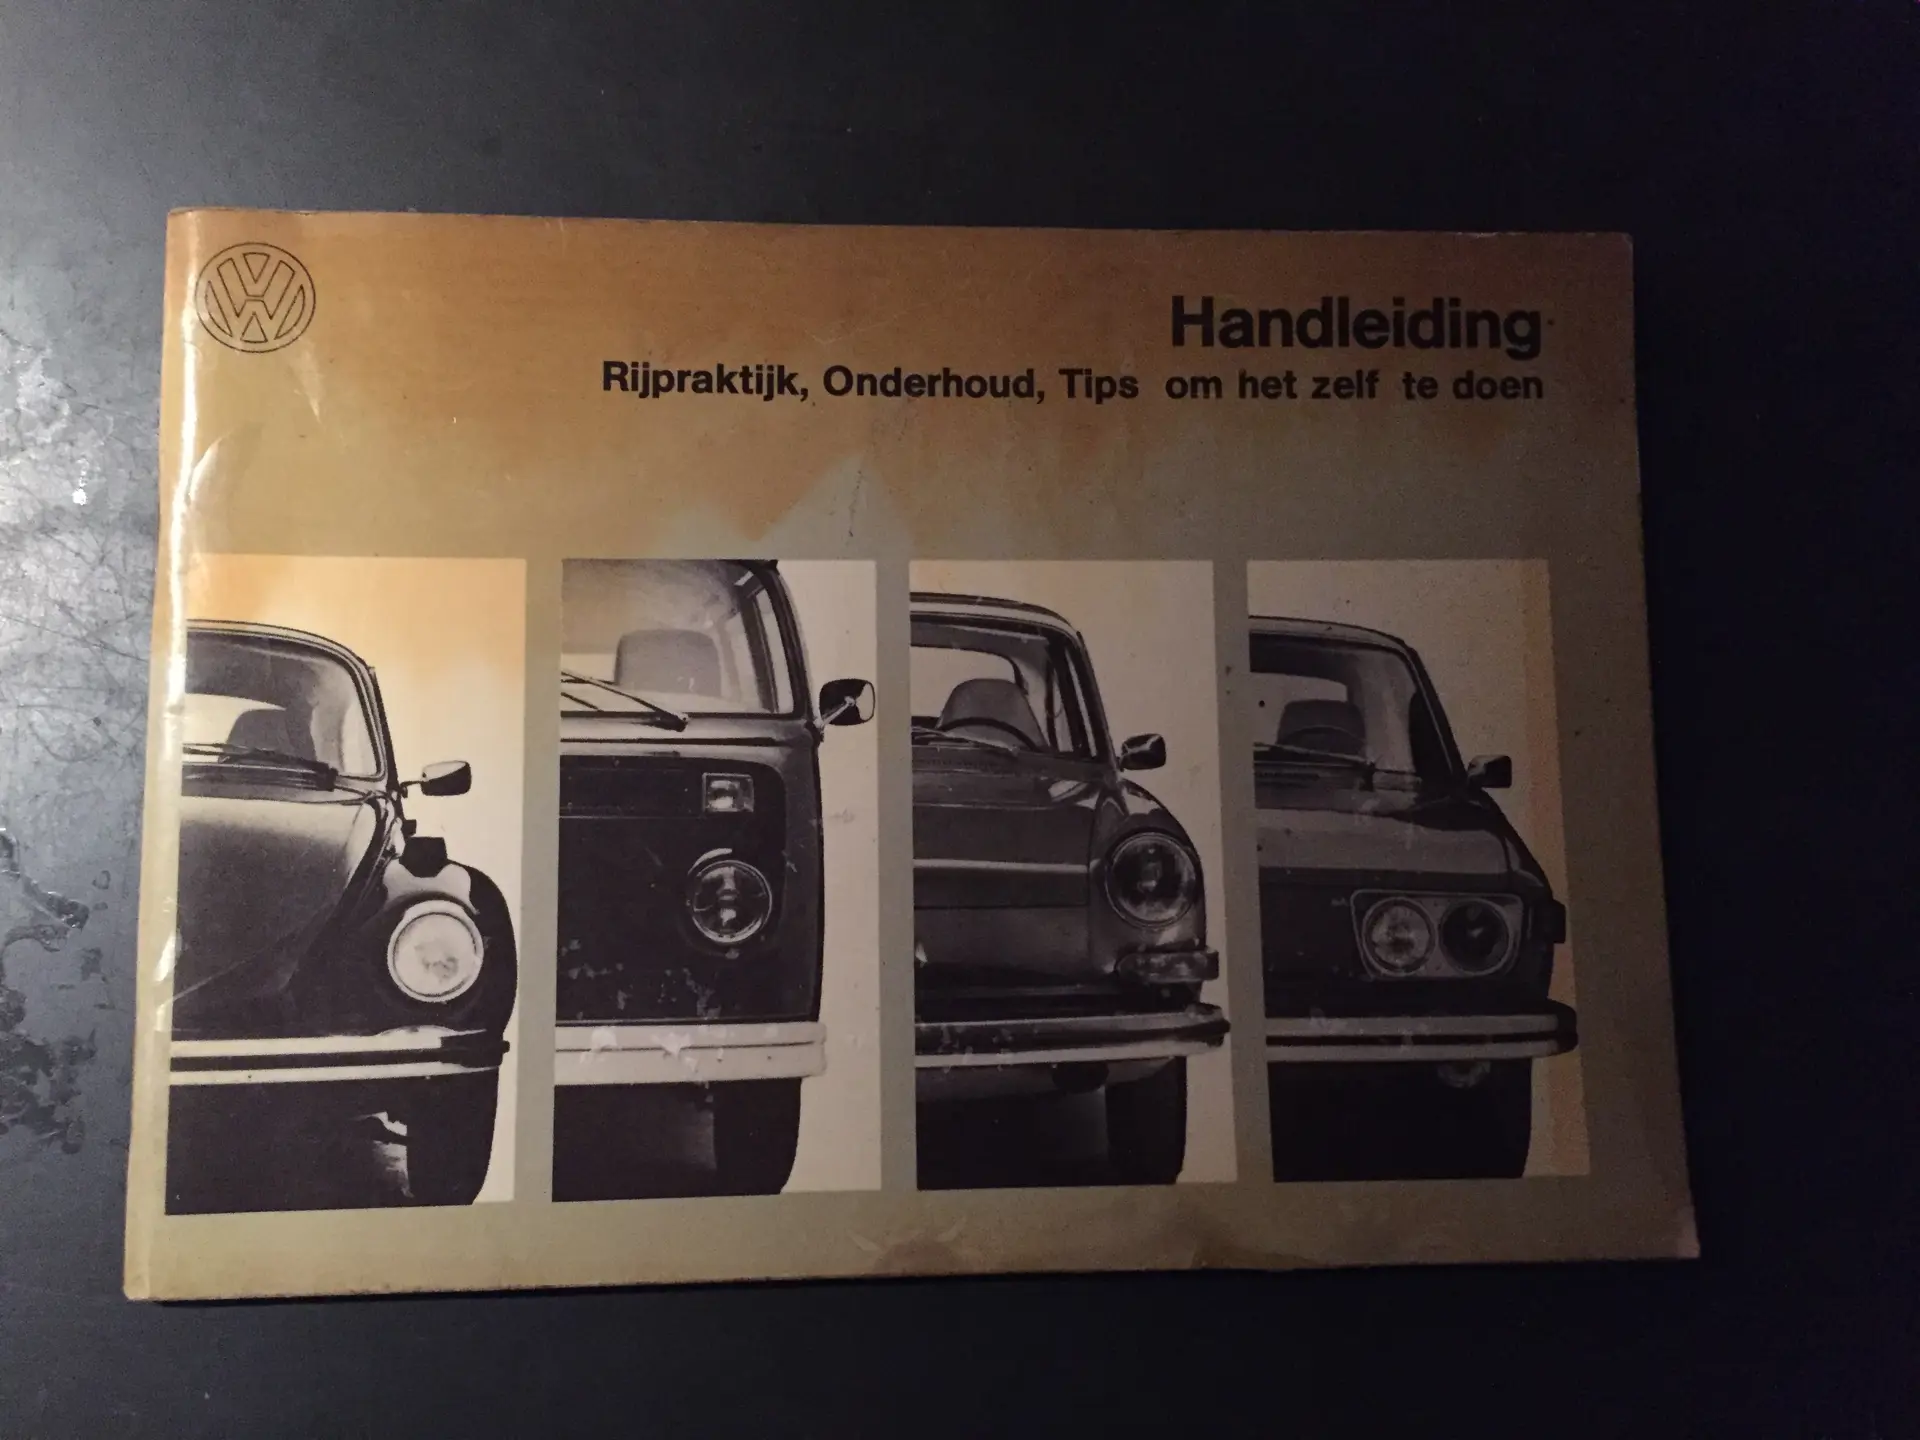 Handleiding
Rijpraktijk, Onderhoud, Tips om het zelf te doen